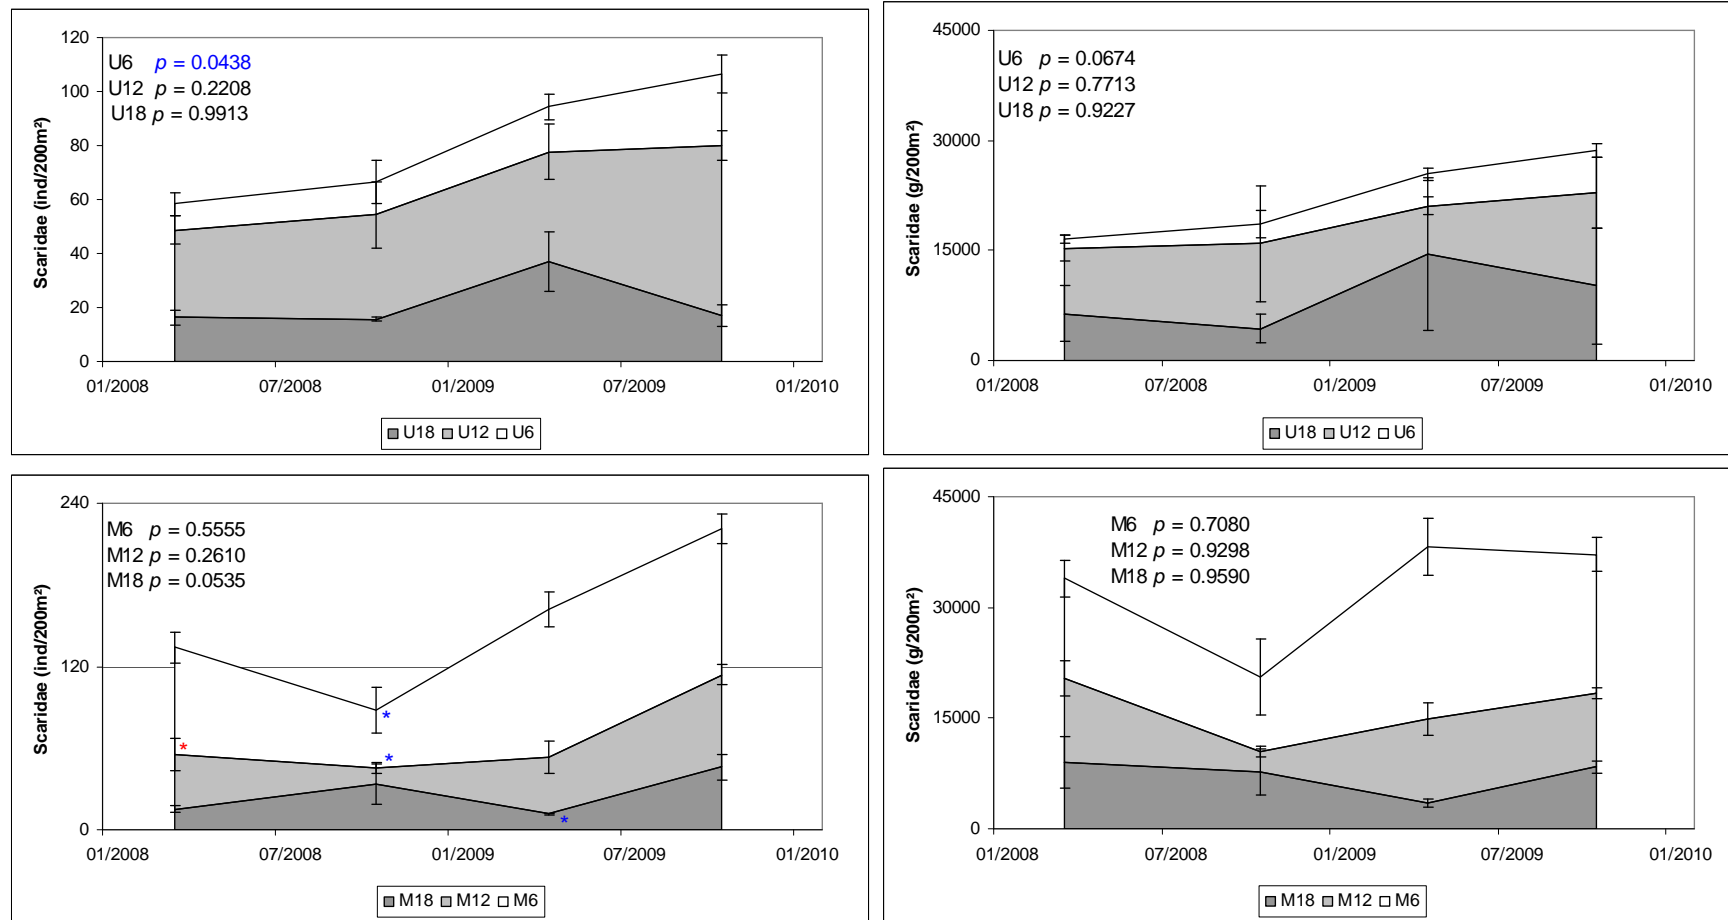 120
100
80
60
40
20
0
Scaridae (ind/200m²)
U6 p = 0.0438
U12 p = 0.2208
U18 p = 0.9913
01/2008 07/2008 01/2009 07/2009 01/2010
U18 U12 U6
45000
30000
15000
0
Scaridae (g/200m²)
U6 p = 0.0674
U12 p = 0.7713
U18 p = 0.9227
01/2008 07/2008 01/2009 07/2009 01/2010
U18 U12 U6
240
120
0
Scaridae (ind/200m²)
M6 p = 0.5555
M12 p = 0.2610
M18 p = 0.0535
*
*
*
*
01/2008 07/2008 01/2009 07/2009 01/2010
M18 M12 M6
45000
30000
15000
0
Scaridae (g/200m²)
M6 p = 0.7080
M12 p = 0.9298
M18 p = 0.9590
01/2008 07/2008 01/2009 07/2009 01/2010
M18 M12 M6